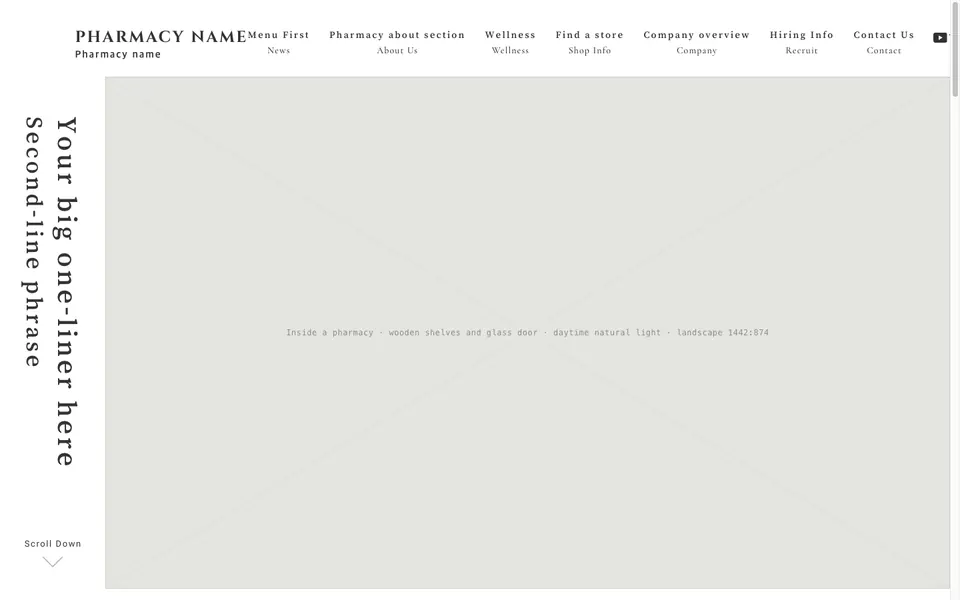 PHARMACY NAME
Pharmacy name
Menu First
News
Pharmacy about section
About Us
Wellness
Wellness
Find a store
Shop Info
Company overview
Company
Hiring Info
Recruit
Contact Us
Contact
Your big one-liner here
Second-line phrase
Inside a pharmacy · wooden shelves and glass door · daytime natural light · landscape 1442:874
Scroll Down